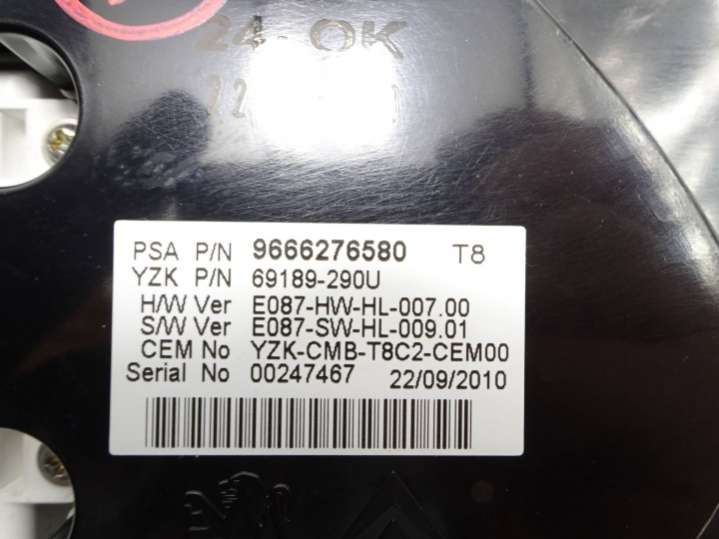 24-OK
PSA P/N 9666276580 T8
YZK P/N 69189-290U
H/W Ver E087-HW-HL-007.00
S/W Ver E087-SW-HL-009.01
CEM No YZK-CMB-T8C2-CEM00
Serial No 00247467 22/09/2010